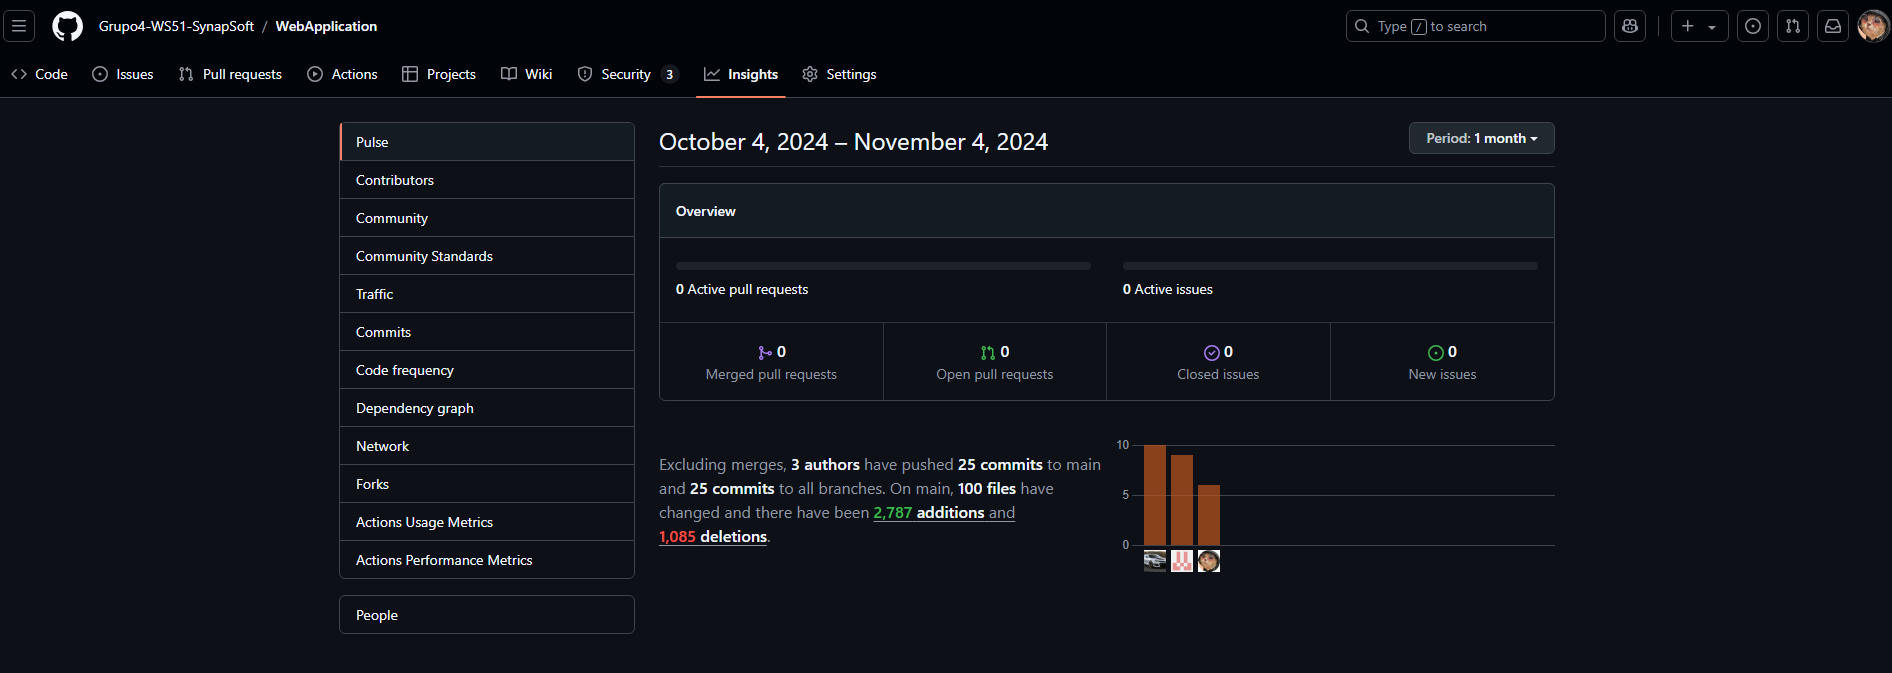 Grupo4-WS51-SynapSoft / WebApplication
Type / to search
Code Issues Pull requests Actions Projects Wiki Security 3 Insights Settings
Pulse
Contributors
Community
Community Standards
Traffic
Commits
Code frequency
Dependency graph
Network
Forks
Actions Usage Metrics
Actions Performance Metrics
People
October 4, 2024 – November 4, 2024
Period: 1 month
Overview
0 Active pull requests
0 Active issues
0
Merged pull requests
0
Open pull requests
0
Closed issues
0
New issues
Excluding merges, 3 authors have pushed 25 commits to main
and 25 commits to all branches. On main, 100 files have
changed and there have been 2,787 additions and
1,085 deletions.
10
5
0